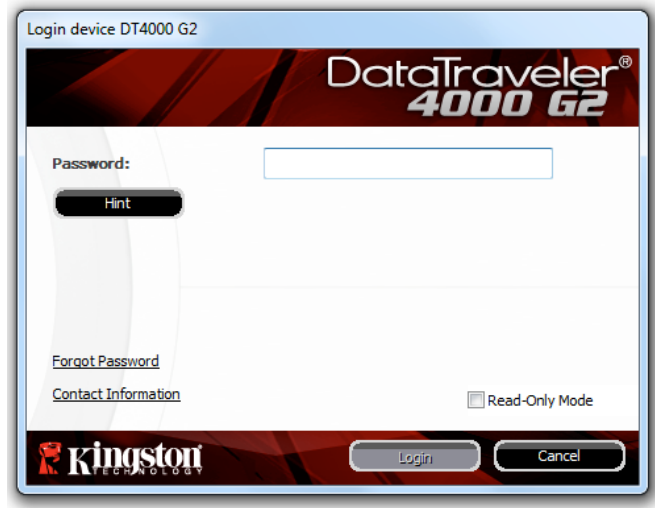 Login device DT4000 G2
DataTraveler®
4000 G2
Password:
Hint
Forgot Password
Contact Information
Read-Only Mode
Kingston
TECHNOLOGY
Login
Cancel